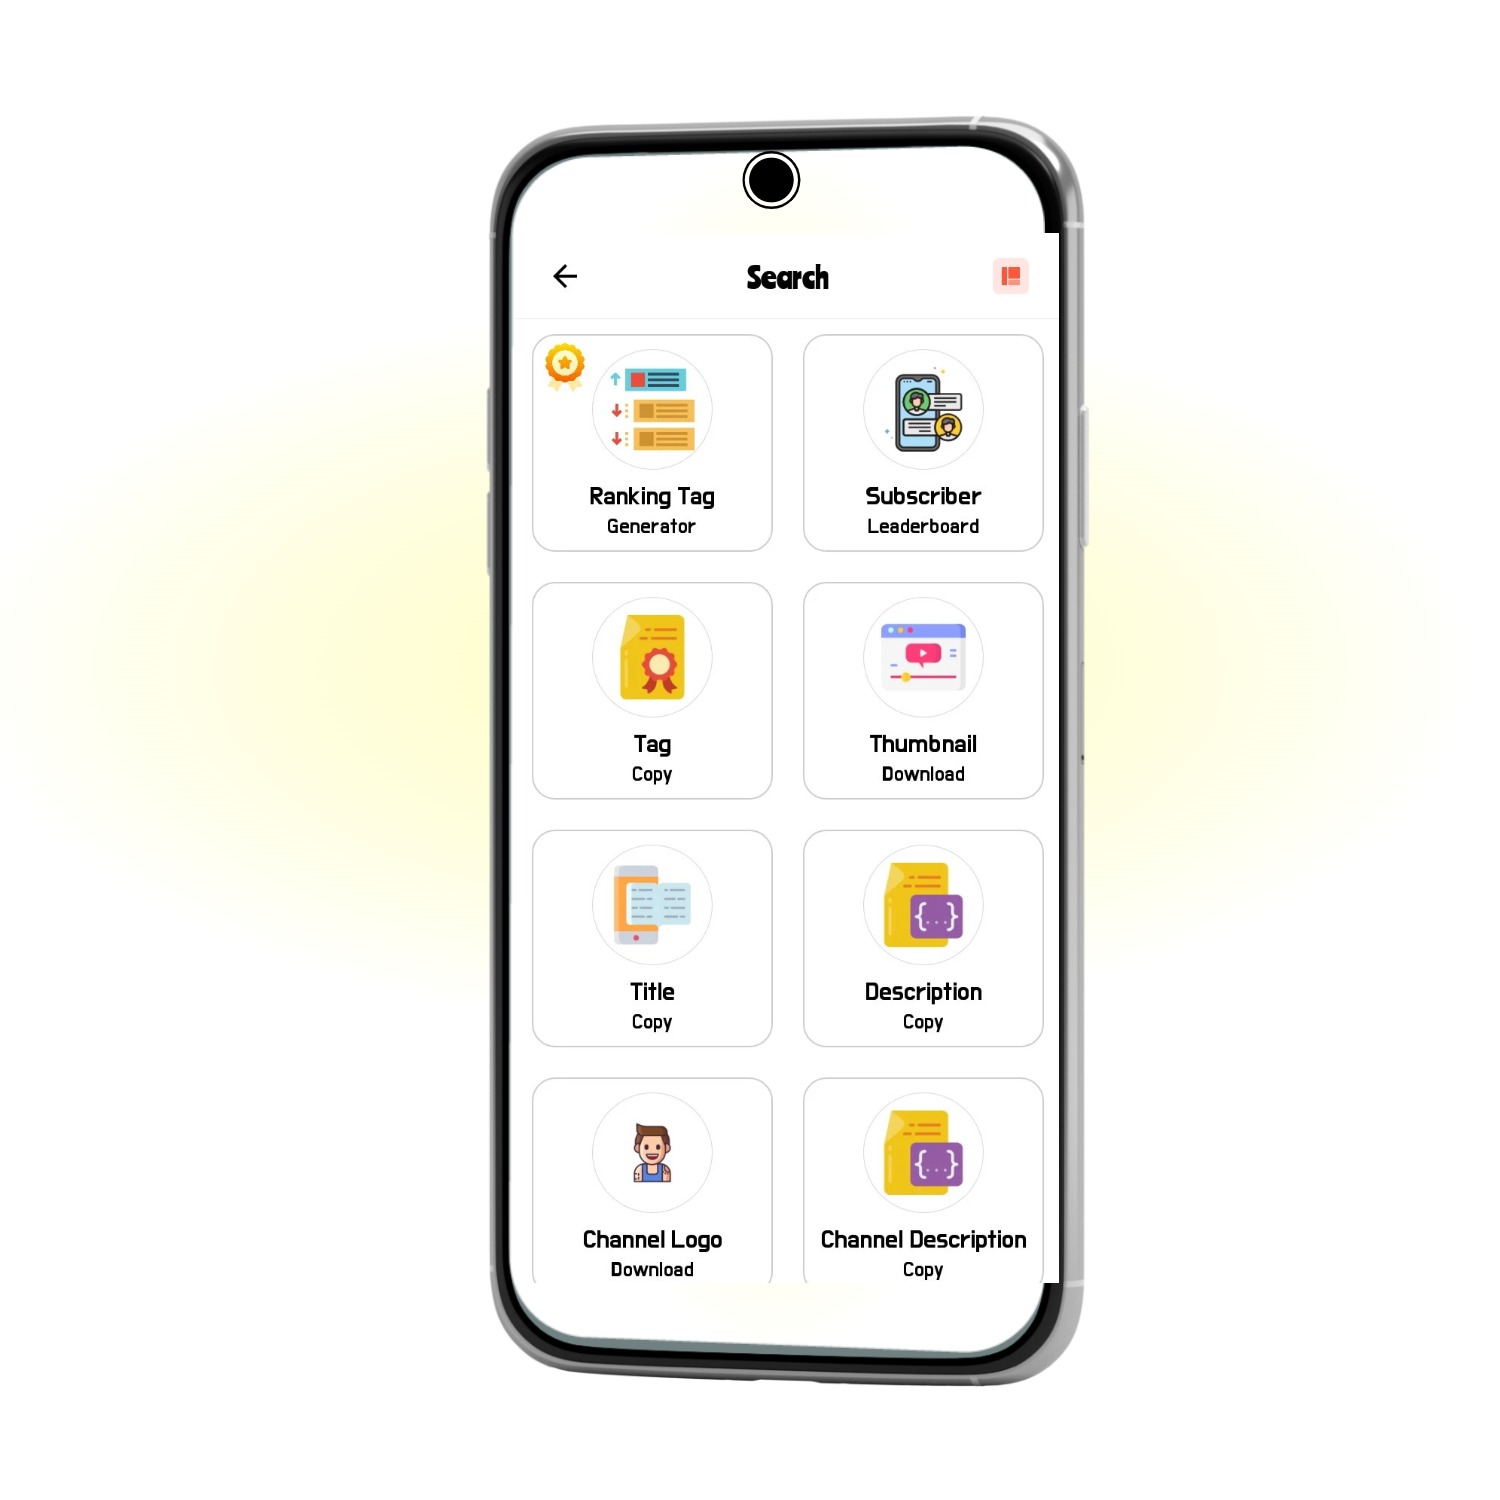 Search
Ranking Tag
Generator
Subscriber
Leaderboard
Tag
Copy
Thumbnail
Download
Title
Copy
Description
Copy
Channel Logo
Download
Channel Description
Copy